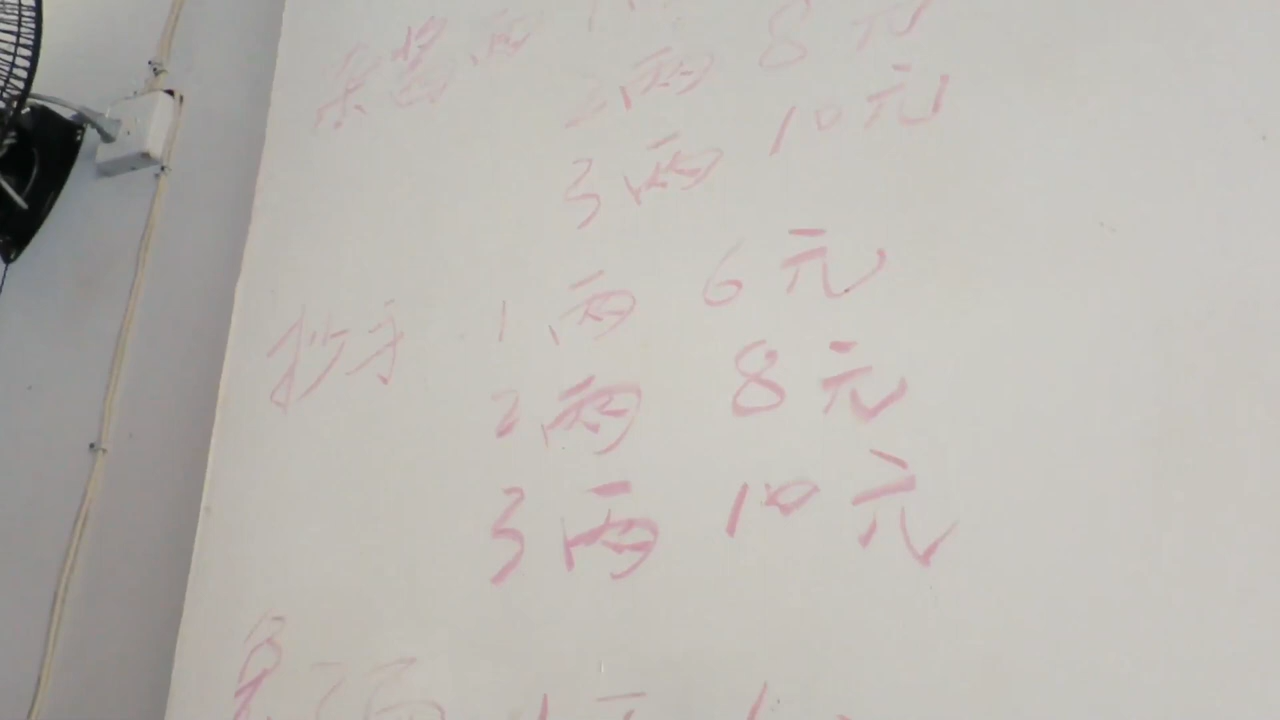 杂酱面
2两 8元
3两 10元
抄手 1两 6元
2两 8元
3两 10元